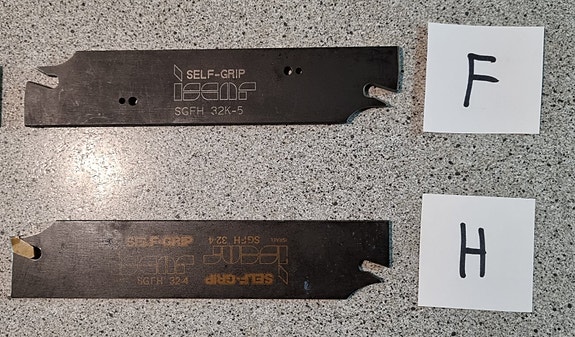 SELF-GRIP
iscar
SGFH 32K-5
F
SELF-GRIP
iscar
SGFH 32-4
SELF-GRIP
iscar
SGFH 32-4
H